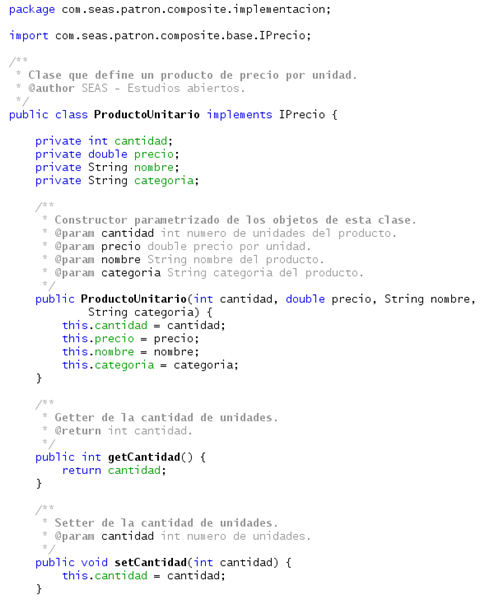 package com.seas.patron.composite.implementacion;
import com.seas.patron.composite.base.IPrecio;
/**
 * Clase que define un producto de precio por unidad.
 * @author SEAS - Estudios abiertos.
 */
public class ProductoUnitario implements IPrecio {
    private int cantidad;
    private double precio;
    private String nombre;
    private String categoria;
    /**
     * Constructor parametrizado de los objetos de esta clase.
     * @param cantidad int numero de unidades del producto.
     * @param precio double precio por unidad.
     * @param nombre String nombre del producto.
     * @param categoria String categoria del producto.
     */
    public ProductoUnitario(int cantidad, double precio, String nombre,
            String categoria) {
        this.cantidad = cantidad;
        this.precio = precio;
        this.nombre = nombre;
        this.categoria = categoria;
    }
    /**
     * Getter de la cantidad de unidades.
     * @return int cantidad.
     */
    public int getCantidad() {
        return cantidad;
    }
    /**
     * Setter de la cantidad de unidades.
     * @param cantidad int numero de unidades.
     */
    public void setCantidad(int cantidad) {
        this.cantidad = cantidad;
    }